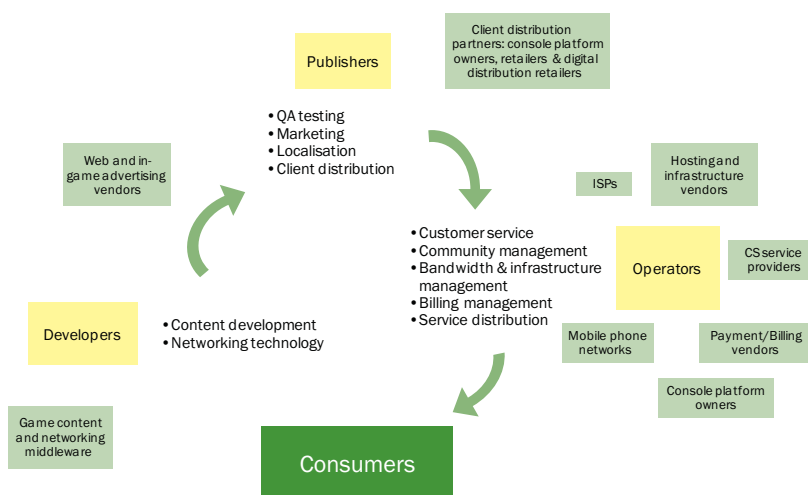 Client distribution
partners: console platform
owners, retailers & digital
distribution retailers
Publishers
• QA testing
• Marketing
• Localisation
• Client distribution
Web and in-
game advertising
vendors
ISPs
Hosting and
infrastructure
vendors
• Customer service
• Community management
• Bandwidth & infrastructure
management
• Billing management
• Service distribution
Operators
CS service
providers
Developers
• Content development
• Networking technology
Mobile phone
networks
Payment/Billing
vendors
Console platform
owners
Game content
and networking
middleware
Consumers